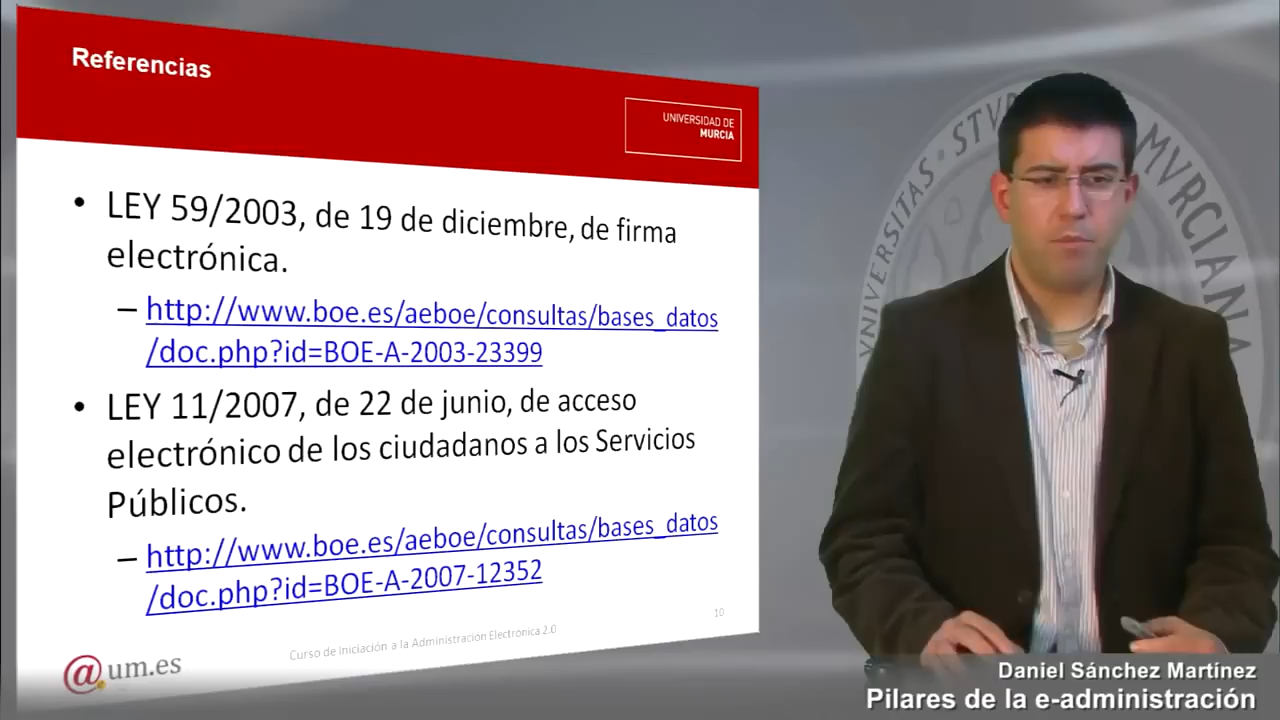 Referencias
UNIVERSIDAD DE
MURCIA
• LEY 59/2003, de 19 de diciembre, de firma
electrónica.
– http://www.boe.es/aeboe/consultas/bases_datos
/doc.php?id=BOE-A-2003-23399
• LEY 11/2007, de 22 de junio, de acceso
electrónico de los ciudadanos a los Servicios
Públicos.
– http://www.boe.es/aeboe/consultas/bases_datos
/doc.php?id=BOE-A-2007-12352
10
Curso de Iniciación a la Administración Electrónica 2.0
@um.es
VNIVERSITAS · STVDIORVM MVRCIANA
Daniel Sánchez Martínez
Pilares de la e-administración